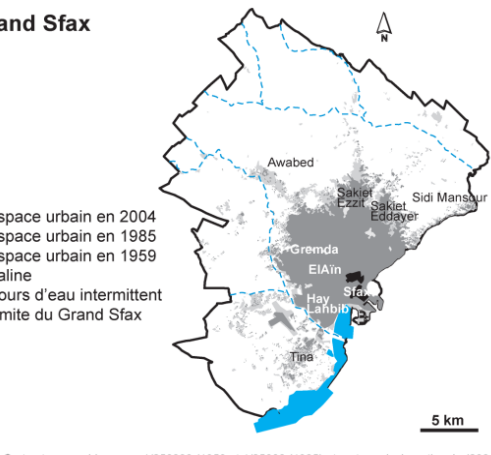 and Sfax
N
Awabed
Sakiet
Ezzit
Sakiet
Eddayer
Sidi Mansour
space urbain en 2004
space urbain en 1985
space urbain en 1959
aline
ours d'eau intermittent
mite du Grand Sfax
Gremda
ElAïn
Sfax
Hay
Lahbib
Tina
5 km